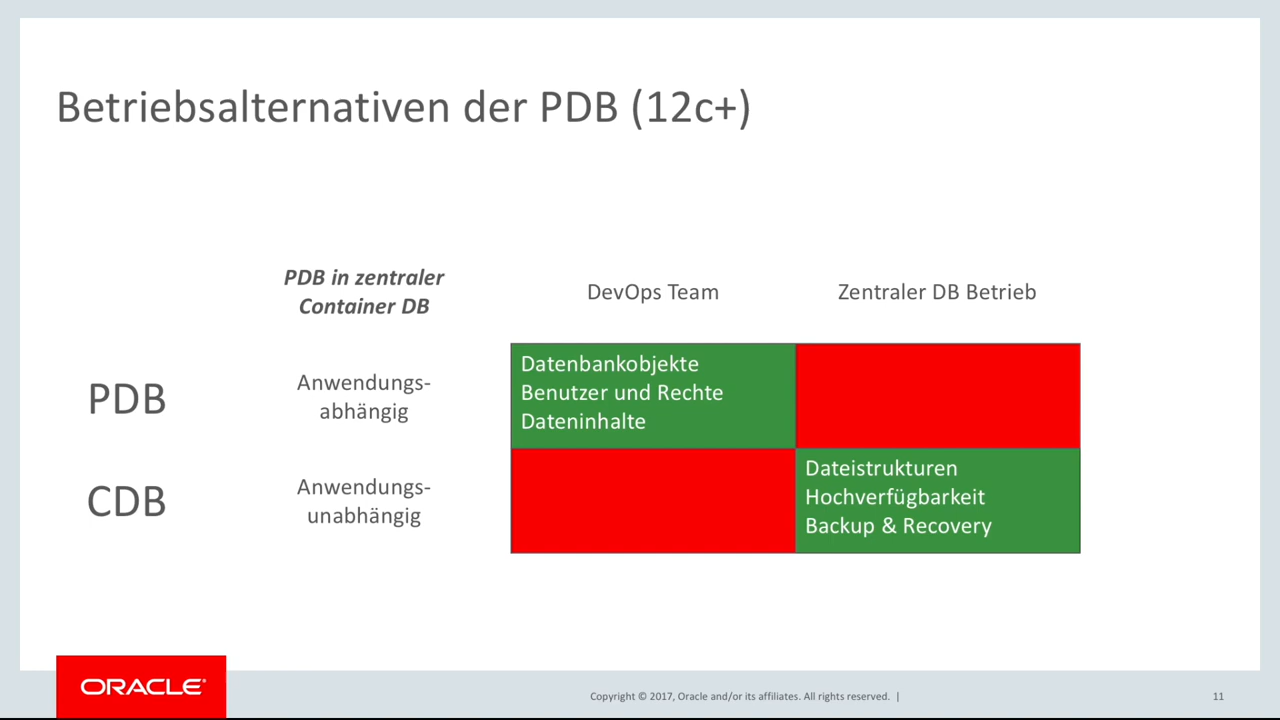 Betriebsalternativen der PDB (12c+)
PDB in zentraler
Container DB
DevOps Team
Zentraler DB Betrieb
PDB
Anwendungs-
abhängig
Datenbankobjekte
Benutzer und Rechte
Dateninhalte
CDB
Anwendungs-
unabhängig
Dateistrukturen
Hochverfügbarkeit
Backup & Recovery
ORACLE®
Copyright © 2017, Oracle and/or its affiliates. All rights reserved. |
11